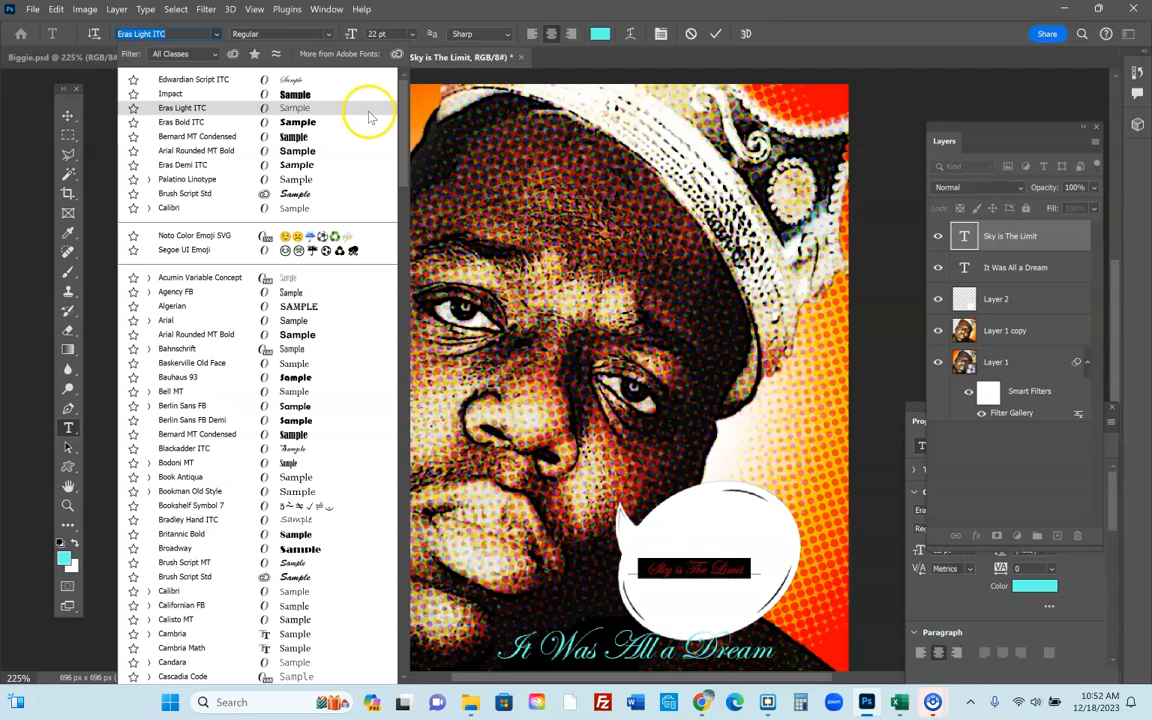 File Edit Image Layer Type Select Filter 3D View Plugins Window Help
Eras Light ITC Regular 22 pt Sharp 3D Share
Biggie.psd @ 225% (RGB/8#)
Sky is The Limit, RGB/8#) *
Filter: All Classes More from Adobe Fonts:
Edwardian Script ITC Sample
Impact Sample
Eras Light ITC Sample
Eras Bold ITC Sample
Bernard MT Condensed Sample
Arial Rounded MT Bold Sample
Eras Demi ITC Sample
Palatino Linotype Sample
Brush Script Std Sample
Calibri Sample
Noto Color Emoji SVG
Segoe UI Emoji
Acumin Variable Concept Sample
Agency FB Sample
Algerian SAMPLE
Arial Sample
Arial Rounded MT Bold Sample
Bahnschrift Sample
Baskerville Old Face Sample
Bauhaus 93 Sample
Bell MT Sample
Berlin Sans FB Sample
Berlin Sans FB Demi Sample
Bernard MT Condensed Sample
Blackadder ITC Sample
Bodoni MT Sample
Book Antiqua Sample
Bookman Old Style Sample
Bookshelf Symbol 7
Bradley Hand ITC Sample
Britannic Bold Sample
Broadway Sample
Brush Script MT Sample
Brush Script Std Sample
Calibri Sample
Californian FB Sample
Calisto MT Sample
Cambria Sample
Cambria Math Sample
Candara Sample
Cascadia Code Sample
Sky is The Limit
It Was All a Dream
Layers
Kind
Normal Opacity: 100%
Lock: Fill: 100%
Sky is The Limit
It Was All a Dream
Layer 2
Layer 1 copy
Layer 1
Smart Filters
Filter Gallery
Metrics 0
Color
Paragraph
225% 696 px x
Search
10:52 AM
12/18/2023